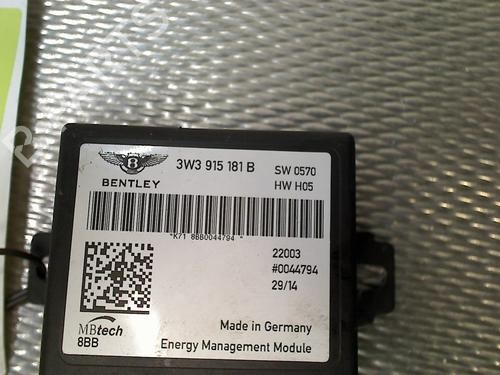 3W3 915 181 B
SW 0570
HW H05
BENTLEY
*K71 8BB0044794 *
22003
#0044794
29/14
MBtech
8BB
Made in Germany
Energy Management Module